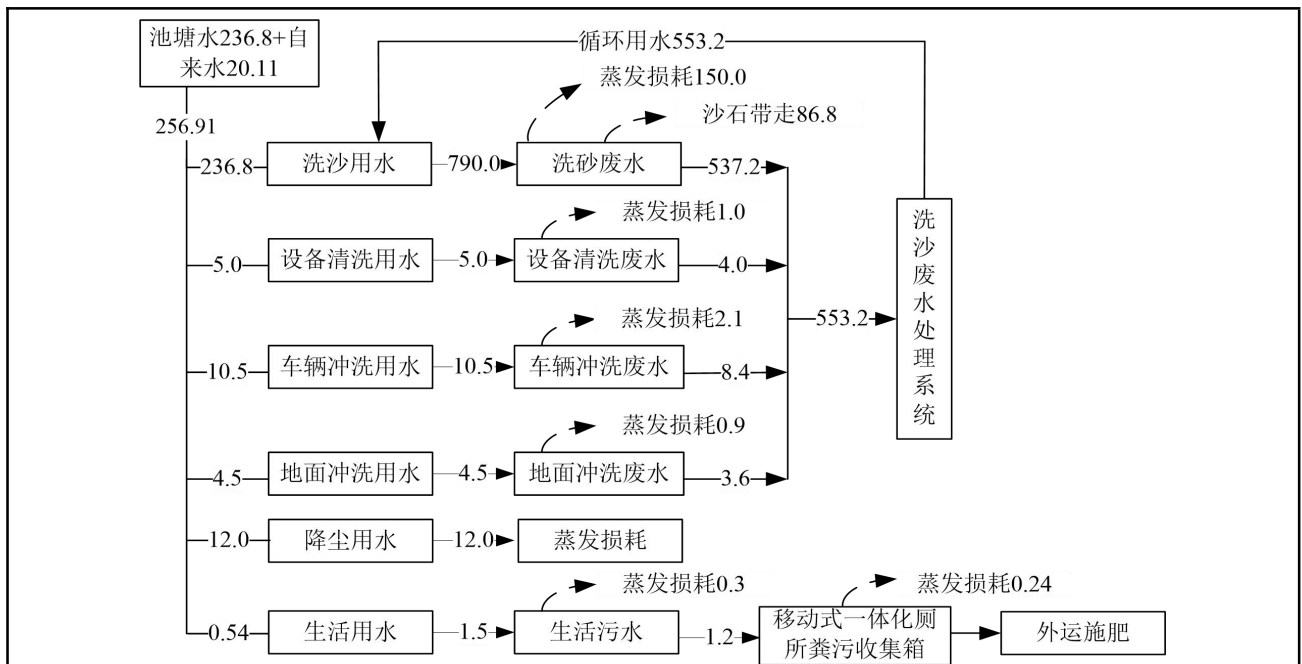 池塘水236.8+自
来水20.11
循环用水553.2
蒸发损耗150.0
沙石带走86.8
256.91
236.8
洗沙用水
790.0
洗砂废水
537.2
蒸发损耗1.0
5.0
设备清洗用水
5.0
设备清洗废水
4.0
洗沙废水处理系统
蒸发损耗2.1
553.2
10.5
车辆冲洗用水
10.5
车辆冲洗废水
8.4
蒸发损耗0.9
4.5
地面冲洗用水
4.5
地面冲洗废水
3.6
12.0
降尘用水
12.0
蒸发损耗
蒸发损耗0.3
蒸发损耗0.24
0.54
生活用水
1.5
生活污水
1.2
移动式一体化厕
所粪污收集箱
外运施肥